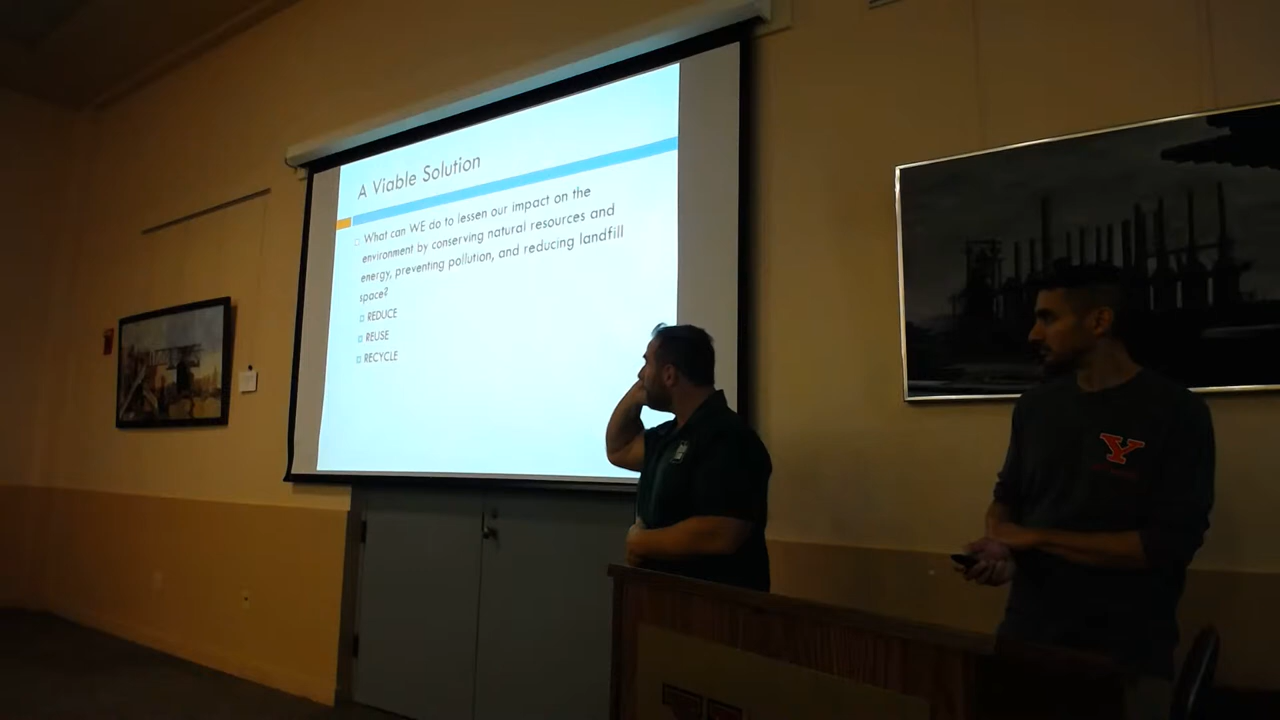 A Viable Solution
What can WE do to lessen our impact on the
environment by conserving natural resources and
energy, preventing pollution, and reducing landfill
space?
REDUCE
REUSE
RECYCLE
Y